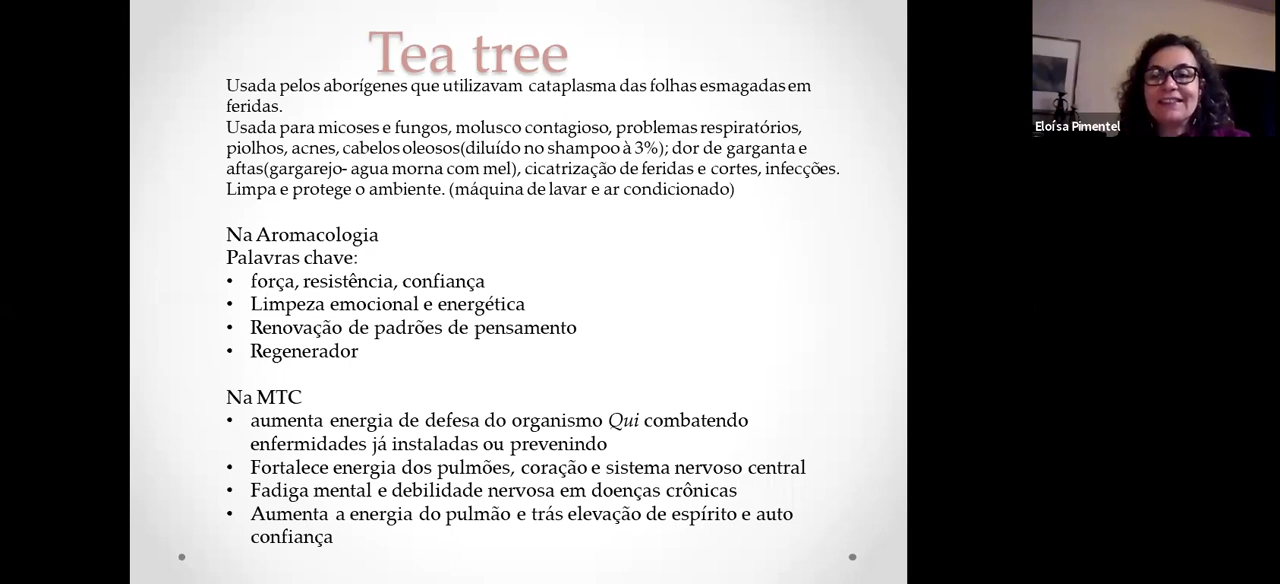 Tea tree
Usada pelos aborígenes que utilizavam cataplasma das folhas esmagadas em
feridas.
Usada para micoses e fungos, molusco contagioso, problemas respiratórios,
piolhos, acnes, cabelos oleosos(diluído no shampoo à 3%); dor de garganta e
aftas(gargarejo- agua morna com mel), cicatrização de feridas e cortes, infecções.
Limpa e protege o ambiente. (máquina de lavar e ar condicionado)
Na Aromacologia
Palavras chave:
• força, resistência, confiança
• Limpeza emocional e energética
• Renovação de padrões de pensamento
• Regenerador
Na MTC
• aumenta energia de defesa do organismo Qui combatendo
enfermidades já instaladas ou prevenindo
• Fortalece energia dos pulmões, coração e sistema nervoso central
• Fadiga mental e debilidade nervosa em doenças crônicas
• Aumenta a energia do pulmão e trás elevação de espírito e auto
confiança
Eloísa Pimentel